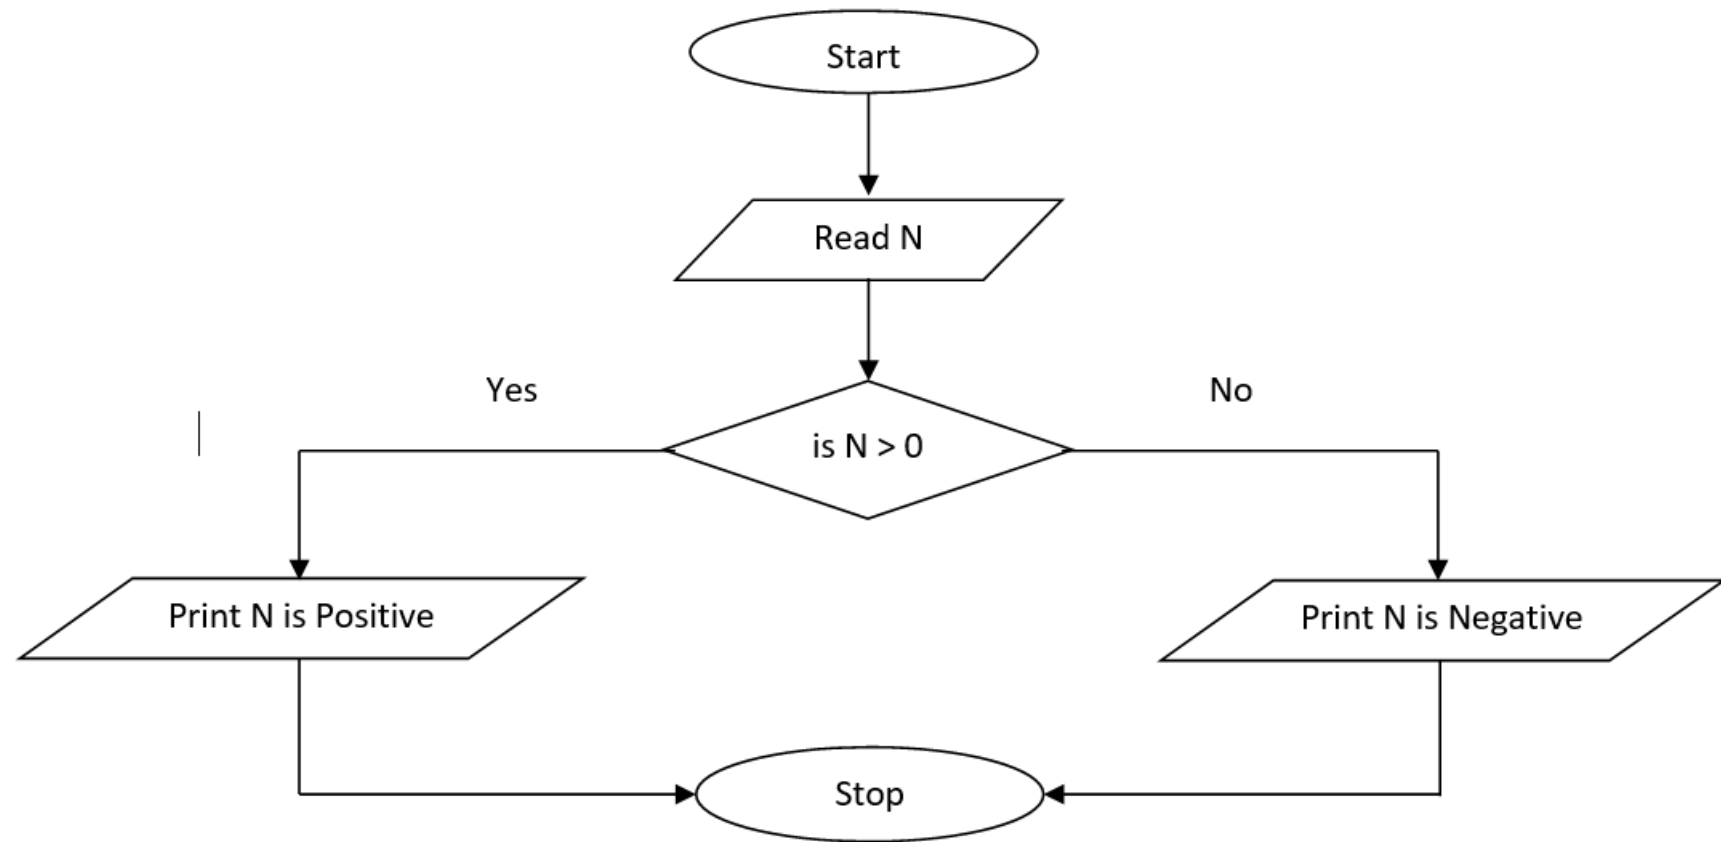 Start
Read N
Yes
No
is N > 0
Print N is Positive
Print N is Negative
Stop